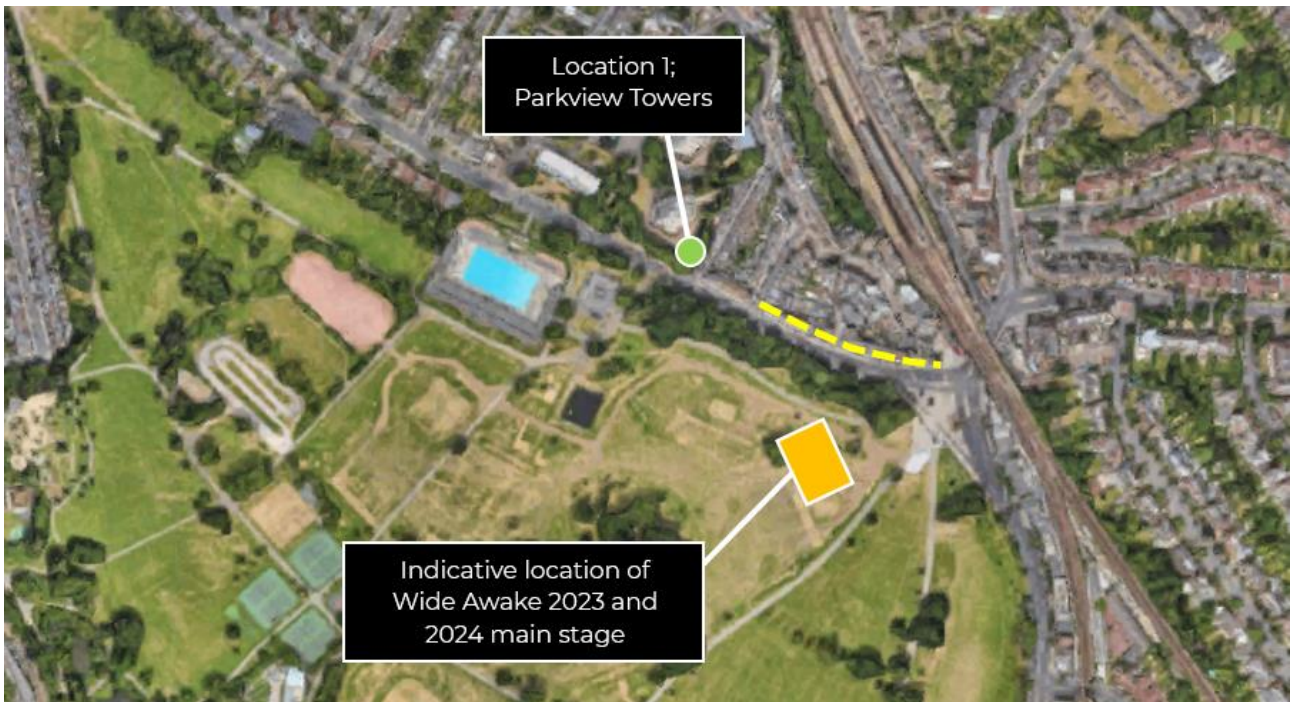 Location 1;
Parkview Towers
Indicative location of
Wide Awake 2023 and
2024 main stage